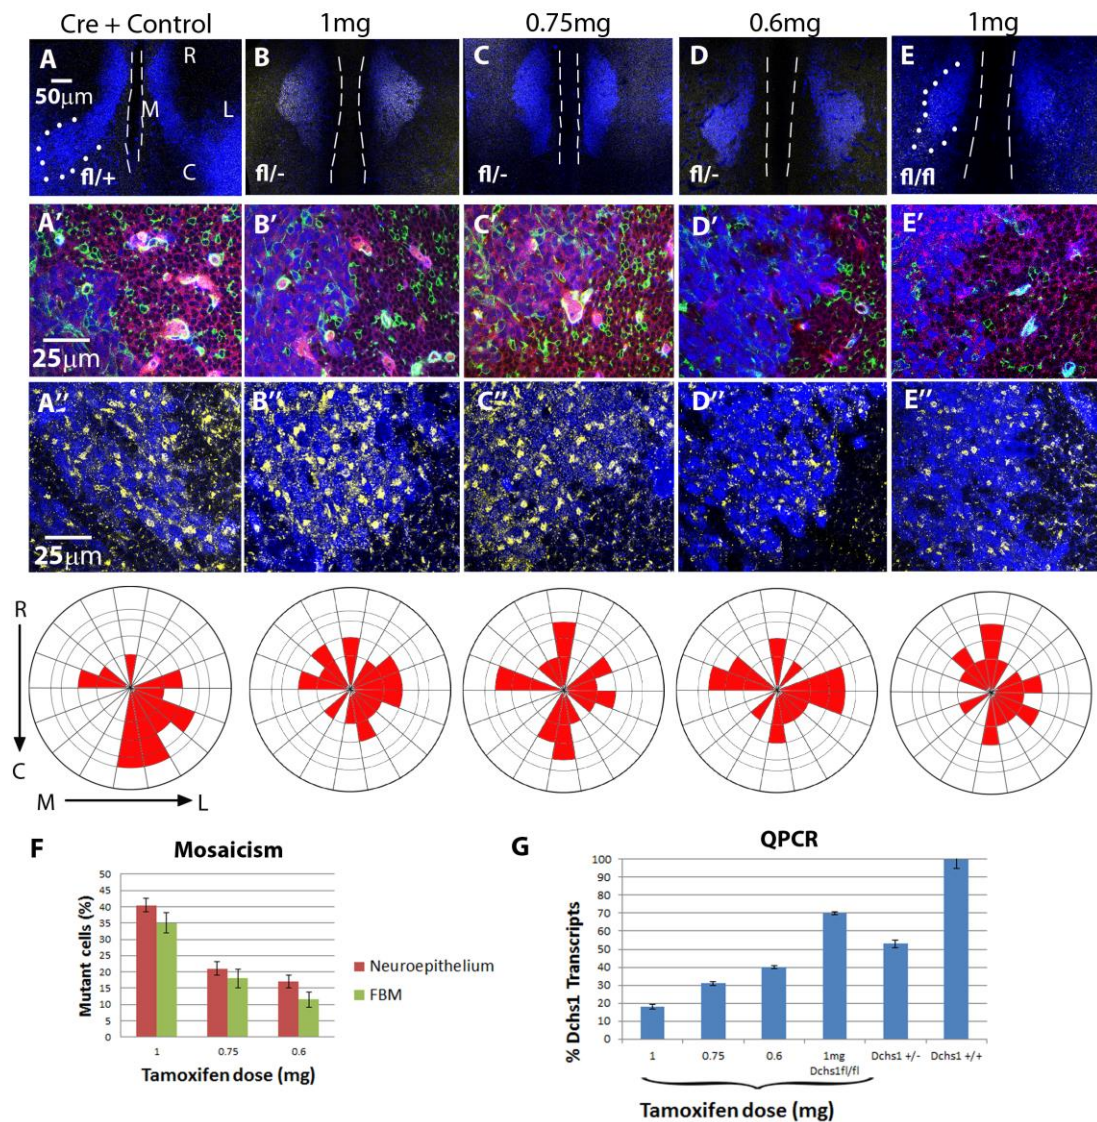 Cre + Control 1mg 0.75mg 0.6mg 1mg
A R B C D E
50µm
M L
C
fl/+ fl/- fl/- fl/- fl/fl
A' B' C' D' E'
25µm
A" B" C" D" E"
25µm
R
C
M L
F Mosaicism
50
45
40
35
30
25
20
15
10
5
0
Mutant cells (%)
1 0.75 0.6
Tamoxifen dose (mg)
Neuroepithelium
FBM
G QPCR
100
90
80
70
60
50
40
30
20
10
0
% Dchs1 Transcripts
1 0.75 0.6 1mg Dchs1 +/- Dchs1 +/+
Dchs1fl/fl
Tamoxifen dose (mg)